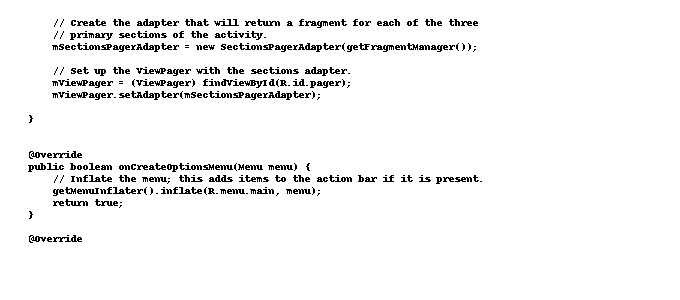 // Create the adapter that will return a fragment for each of the three
// primary sections of the activity.
mSectionsPagerAdapter = new SectionsPagerAdapter(getFragmentManager());
// Set up the ViewPager with the sections adapter.
mViewPager = (ViewPager) findViewById(R.id.pager);
mViewPager.setAdapter(mSectionsPagerAdapter);
}
@Override
public boolean onCreateOptionsMenu(Menu menu) {
// Inflate the menu; this adds items to the action bar if it is present.
getMenuInflater().inflate(R.menu.main, menu);
return true;
}
@Override